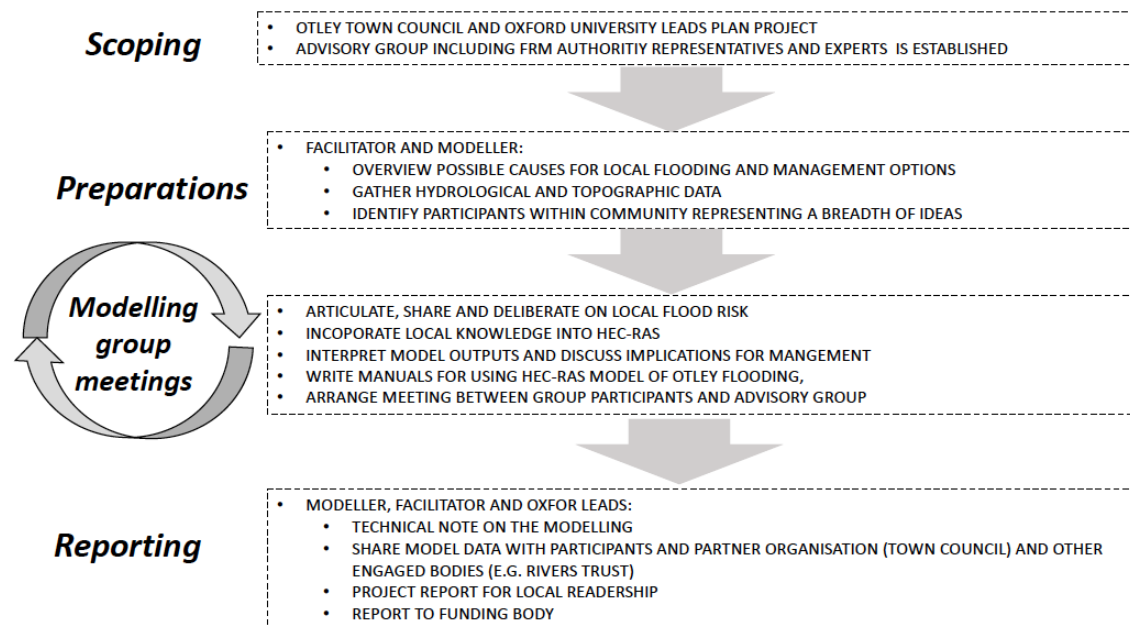 Scoping
• OTLEY TOWN COUNCIL AND OXFORD UNIVERSITY LEADS PLAN PROJECT
• ADVISORY GROUP INCLUDING FRM AUTHORITIY REPRESENTATIVES AND EXPERTS IS ESTABLISHED
Preparations
• FACILITATOR AND MODELLER:
• OVERVIEW POSSIBLE CAUSES FOR LOCAL FLOODING AND MANAGEMENT OPTIONS
• GATHER HYDROLOGICAL AND TOPOGRAPHIC DATA
• IDENTIFY PARTICIPANTS WITHIN COMMUNITY REPRESENTING A BREADTH OF IDEAS
Modelling
group
meetings
• ARTICULATE, SHARE AND DELIBERATE ON LOCAL FLOOD RISK
• INCOPORATE LOCAL KNOWLEDGE INTO HEC-RAS
• INTERPRET MODEL OUTPUTS AND DISCUSS IMPLICATIONS FOR MANGEMENT
• WRITE MANUALS FOR USING HEC-RAS MODEL OF OTLEY FLOODING,
• ARRANGE MEETING BETWEEN GROUP PARTICIPANTS AND ADVISORY GROUP
Reporting
• MODELLER, FACILITATOR AND OXFOR LEADS:
• TECHNICAL NOTE ON THE MODELLING
• SHARE MODEL DATA WITH PARTICIPANTS AND PARTNER ORGANISATION (TOWN COUNCIL) AND OTHER
ENGAGED BODIES (E.G. RIVERS TRUST)
• PROJECT REPORT FOR LOCAL READERSHIP
• REPORT TO FUNDING BODY